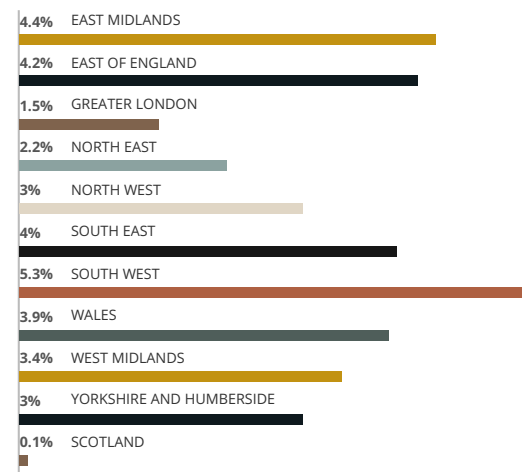 4.4% EAST MIDLANDS
4.2% EAST OF ENGLAND
1.5% GREATER LONDON
2.2% NORTH EAST
3% NORTH WEST
4% SOUTH EAST
5.3% SOUTH WEST
3.9% WALES
3.4% WEST MIDLANDS
3% YORKSHIRE AND HUMBERSIDE
0.1% SCOTLAND